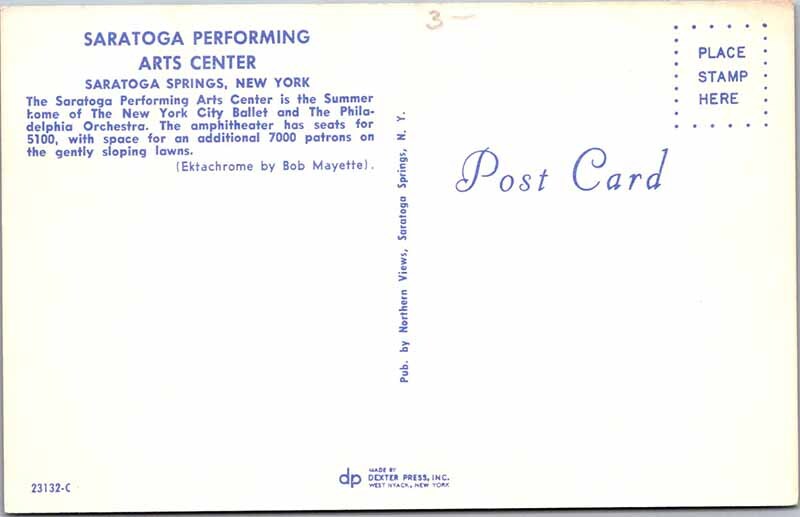 3 –
SARATOGA PERFORMING
ARTS CENTER
SARATOGA SPRINGS, NEW YORK
The Saratoga Performing Arts Center is the Summer
home of The New York City Ballet and The Phila-
delphia Orchestra. The amphitheater has seats for
5100, with space for an additional 7000 patrons on
the gently sloping lawns.
(Ektachrome by Bob Mayette).
Pub. by Northern Views, Saratoga Springs, N. Y.
PLACE
STAMP
HERE
Post Card
23132-C
dp
MADE BY
DEXTER PRESS, INC.
WEST NYACK, NEW YORK